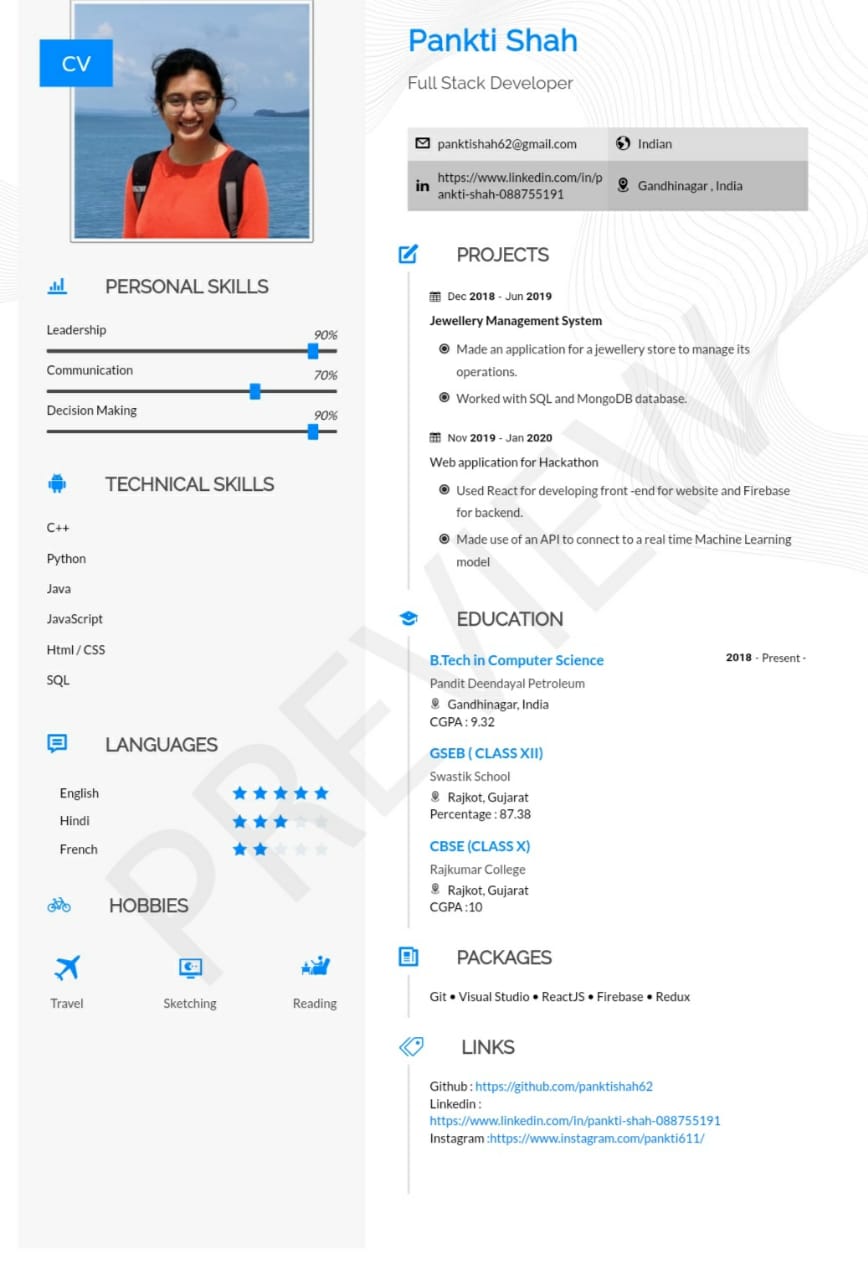 CV
PERSONAL SKILLS
Leadership
90%
Communication
70%
Decision Making
90%
TECHNICAL SKILLS
C++
Python
Java
JavaScript
Html / CSS
SQL
LANGUAGES
English
Hindi
French
HOBBIES
Travel Sketching Reading
Pankti Shah
Full Stack Developer
panktishah62@gmail.com Indian
in https://www.linkedin.com/in/p
ankti-shah-088755191
Gandhinagar , India
PROJECTS
Dec 2018 - Jun 2019
Jewellery Management System
Made an application for a jewellery store to manage its
operations.
Worked with SQL and MongoDB database.
Nov 2019 - Jan 2020
Web application for Hackathon
Used React for developing front -end for website and Firebase
for backend.
Made use of an API to connect to a real time Machine Learning
model
EDUCATION
B.Tech in Computer Science 2018 - Present -
Pandit Deendayal Petroleum
Gandhinagar, India
CGPA : 9.32
GSEB ( CLASS XII)
Swastik School
Rajkot, Gujarat
Percentage : 87.38
CBSE (CLASS X)
Rajkumar College
Rajkot, Gujarat
CGPA :10
PACKAGES
Git • Visual Studio • ReactJS • Firebase • Redux
LINKS
Github : https://github.com/panktishah62
Linkedin :
https://www.linkedin.com/in/pankti-shah-088755191
Instagram :https://www.instagram.com/pankti611/
PREVIEW